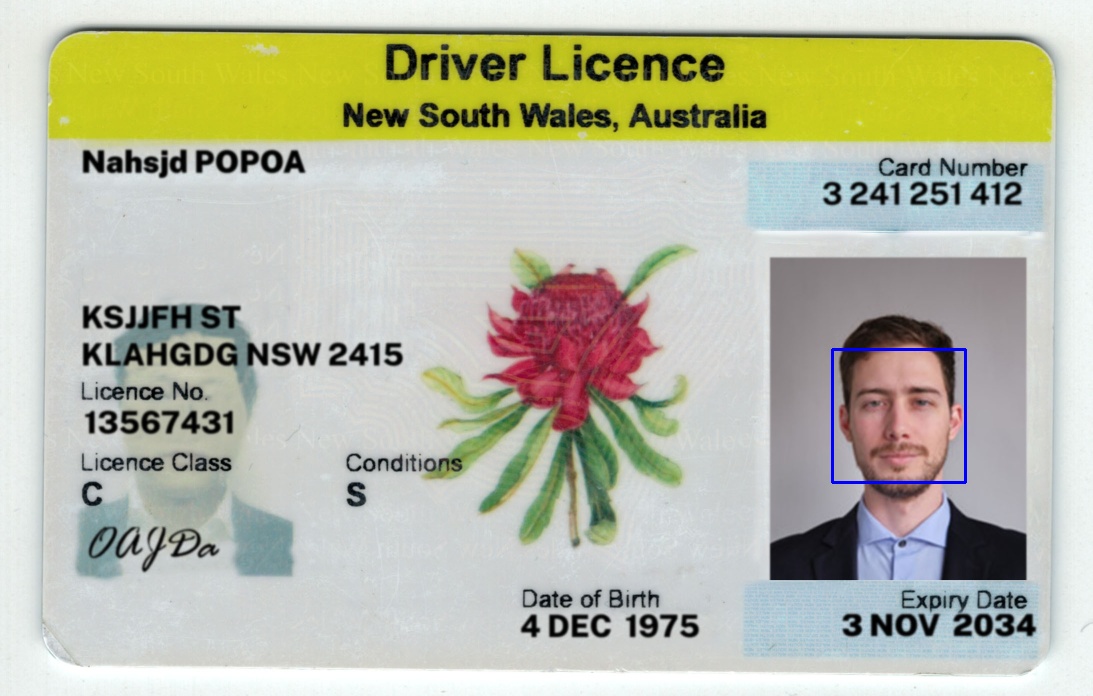 Driver Licence
New South Wales, Australia
Nahsjd POPOA
Card Number
3 241 251 412
KSJJFH ST
KLAHGDG NSW 2415
Licence No.
13567431
Licence Class
Conditions
C
S
OAJDa
Date of Birth
4 DEC 1975
Expiry Date
3 NOV 2034